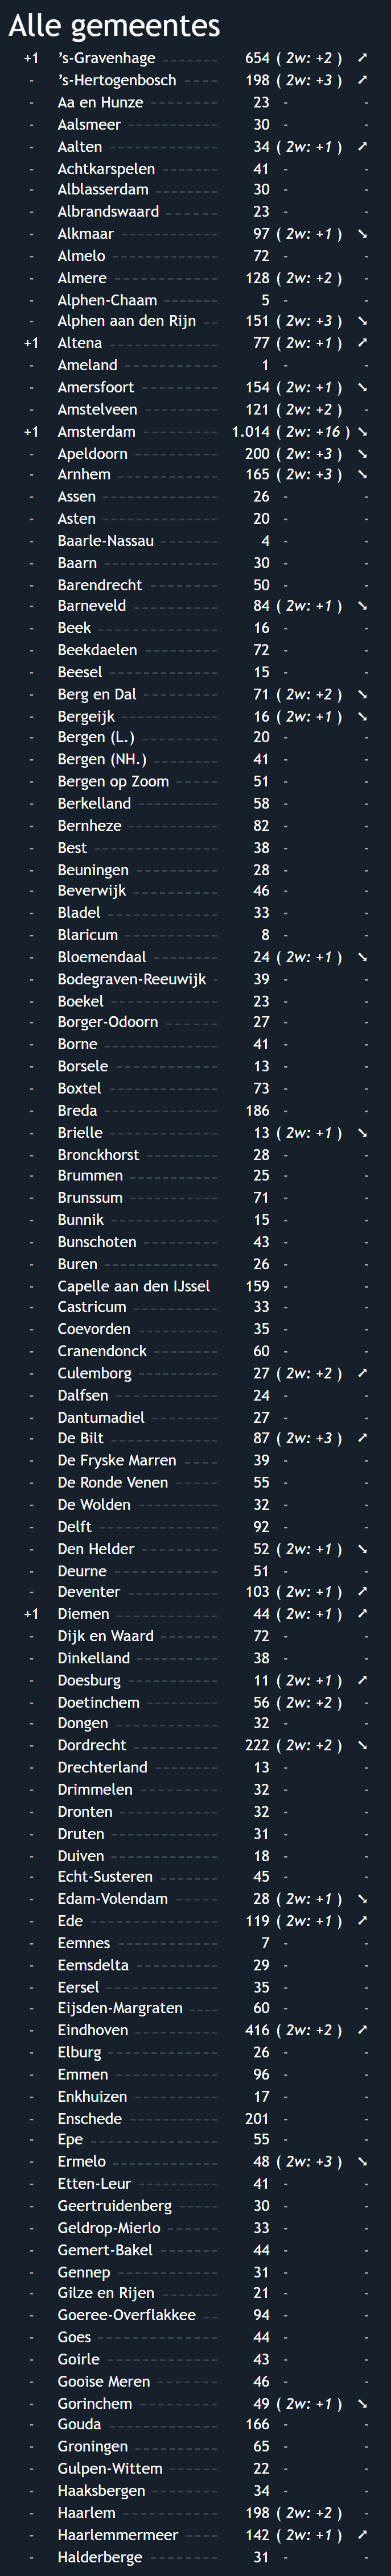 Alle gemeentes
+1 ’s-Gravenhage 654 ( 2w: +2 ) ➚
- ’s-Hertogenbosch 198 ( 2w: +3 ) ➚
- Aa en Hunze 23 - -
- Aalsmeer 30 - -
- Aalten 34 ( 2w: +1 ) ➚
- Achtkarspelen 41 - -
- Alblasserdam 30 - -
- Albrandswaard 23 - -
- Alkmaar 97 ( 2w: +1 ) ➘
- Almelo 72 - -
- Almere 128 ( 2w: +2 ) -
- Alphen-Chaam 5 - -
- Alphen aan den Rijn 151 ( 2w: +3 ) ➘
+1 Altena 77 ( 2w: +1 ) ➚
- Ameland 1 - -
- Amersfoort 154 ( 2w: +1 ) ➘
- Amstelveen 121 ( 2w: +2 ) -
+1 Amsterdam 1.014 ( 2w: +16 ) ➘
- Apeldoorn 200 ( 2w: +3 ) ➘
- Arnhem 165 ( 2w: +3 ) ➘
- Assen 26 - -
- Asten 20 - -
- Baarle-Nassau 4 - -
- Baarn 30 - -
- Barendrecht 50 - -
- Barneveld 84 ( 2w: +1 ) ➘
- Beek 16 - -
- Beekdaelen 72 - -
- Beesel 15 - -
- Berg en Dal 71 ( 2w: +2 ) ➘
- Bergeijk 16 ( 2w: +1 ) ➘
- Bergen (L.) 20 - -
- Bergen (NH.) 41 - -
- Bergen op Zoom 51 - -
- Berkelland 58 - -
- Bernheze 82 - -
- Best 38 - -
- Beuningen 28 - -
- Beverwijk 46 - -
- Bladel 33 - -
- Blaricum 8 - -
- Bloemendaal 24 ( 2w: +1 ) ➘
- Bodegraven-Reeuwijk 39 - -
- Boekel 23 - -
- Borger-Odoorn 27 - -
- Borne 41 - -
- Borsele 13 - -
- Boxtel 73 - -
- Breda 186 - -
- Brielle 13 ( 2w: +1 ) ➘
- Bronckhorst 28 - -
- Brummen 25 - -
- Brunssum 71 - -
- Bunnik 15 - -
- Bunschoten 43 - -
- Buren 26 - -
- Capelle aan den IJssel 159 - -
- Castricum 33 - -
- Coevorden 35 - -
- Cranendonck 60 - -
- Culemborg 27 ( 2w: +2 ) ➚
- Dalfsen 24 - -
- Dantumadiel 27 - -
- De Bilt 87 ( 2w: +3 ) ➚
- De Fryske Marren 39 - -
- De Ronde Venen 55 - -
- De Wolden 32 - -
- Delft 92 - -
- Den Helder 52 ( 2w: +1 ) ➘
- Deurne 51 - -
- Deventer 103 ( 2w: +1 ) ➚
+1 Diemen 44 ( 2w: +1 ) ➚
- Dijk en Waard 72 - -
- Dinkelland 38 - -
- Doesburg 11 ( 2w: +1 ) ➚
- Doetinchem 56 ( 2w: +2 ) -
- Dongen 32 - -
- Dordrecht 222 ( 2w: +2 ) ➘
- Drechterland 13 - -
- Drimmelen 32 - -
- Dronten 32 - -
- Druten 31 - -
- Duiven 18 - -
- Echt-Susteren 45 - -
- Edam-Volendam 28 ( 2w: +1 ) ➘
- Ede 119 ( 2w: +1 ) ➚
- Eemnes 7 - -
- Eemsdelta 29 - -
- Eersel 35 - -
- Eijsden-Margraten 60 - -
- Eindhoven 416 ( 2w: +2 ) ➚
- Elburg 26 - -
- Emmen 96 - -
- Enkhuizen 17 - -
- Enschede 201 - -
- Epe 55 - -
- Ermelo 48 ( 2w: +3 ) ➘
- Etten-Leur 41 - -
- Geertruidenberg 30 - -
- Geldrop-Mierlo 33 - -
- Gemert-Bakel 44 - -
- Gennep 31 - -
- Gilze en Rijen 21 - -
- Goeree-Overflakkee 94 - -
- Goes 44 - -
- Goirle 43 - -
- Gooise Meren 46 - -
- Gorinchem 49 ( 2w: +1 ) ➘
- Gouda 166 - -
- Groningen 65 - -
- Gulpen-Wittem 22 - -
- Haaksbergen 34 - -
- Haarlem 198 ( 2w: +2 ) -
- Haarlemmermeer 142 ( 2w: +1 ) ➚
- Halderberge 31 - -